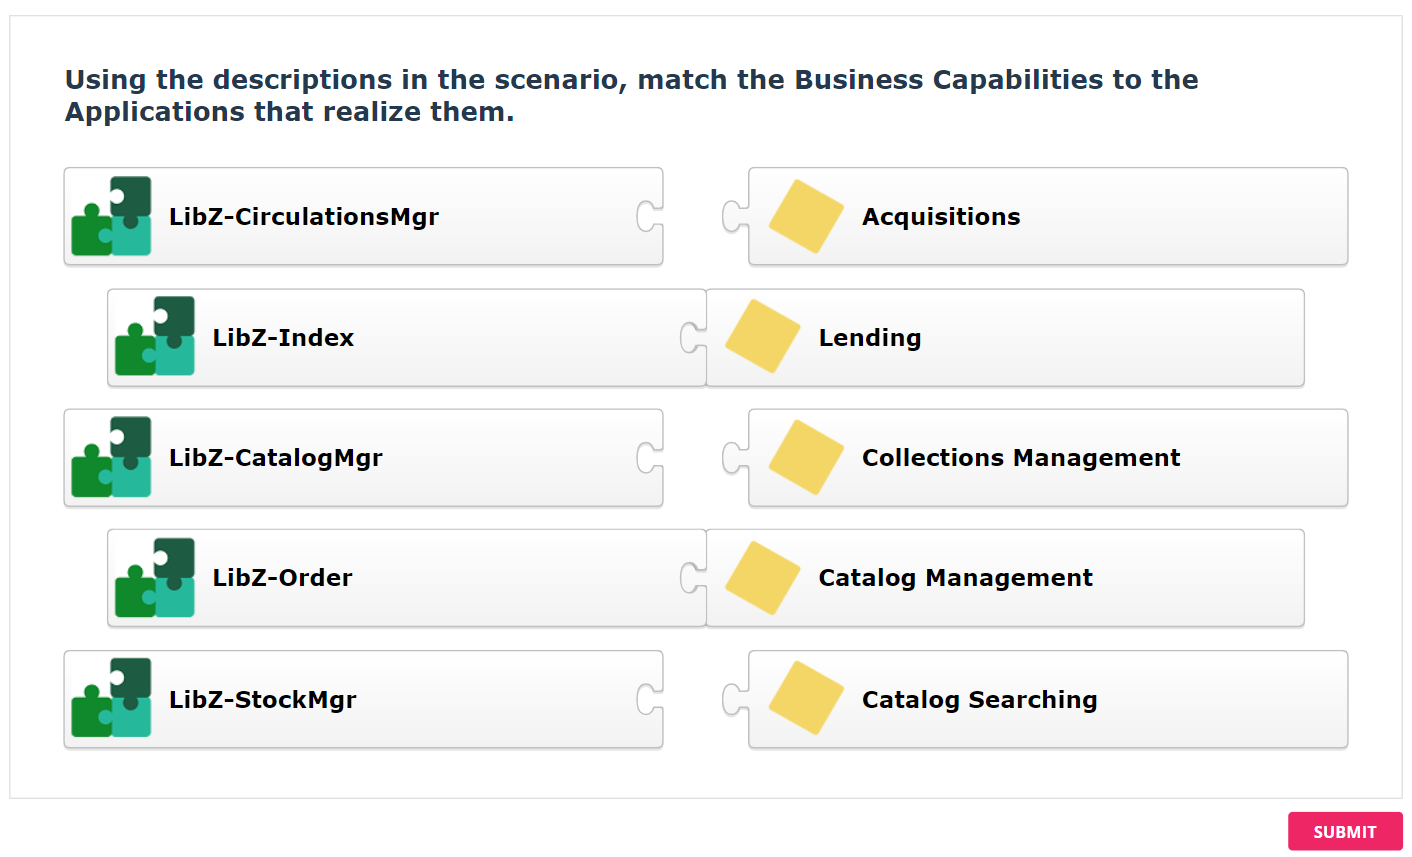 Using the descriptions in the scenario, match the Business Capabilities to the
Applications that realize them.
LibZ-CirculationsMgr
Acquisitions
LibZ-Index
Lending
LibZ-CatalogMgr
Collections Management
LibZ-Order
Catalog Management
LibZ-StockMgr
Catalog Searching
SUBMIT